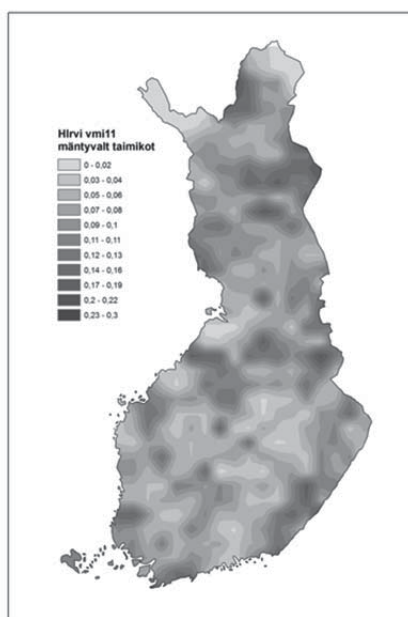 HIrvi vmi11
mäntyvalt taimikot
0 - 0,02
0,03 - 0,04
0,05 - 0,06
0,07 - 0,08
0,09 - 0,1
0,11 - 0,11
0,12 - 0,13
0,14 - 0,16
0,17 - 0,19
0,2 - 0,22
0,23 - 0,3